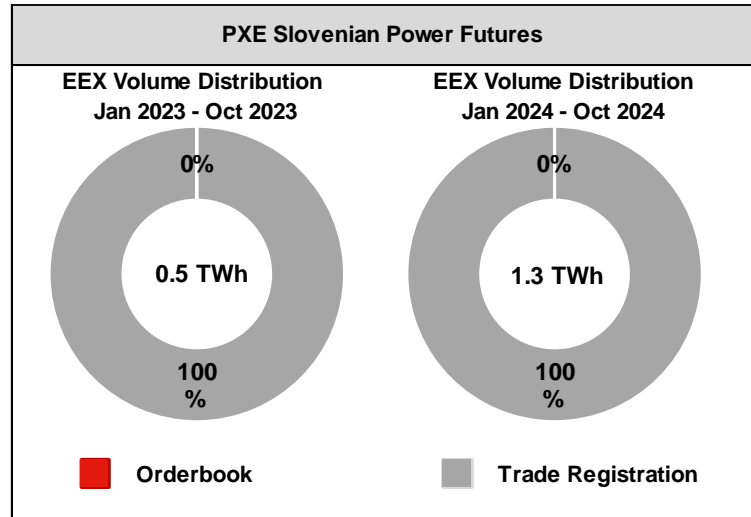 PXE Slovenian Power Futures
EEX Volume Distribution
Jan 2023 - Oct 2023
0%
0.5 TWh
100
%
EEX Volume Distribution
Jan 2024 - Oct 2024
0%
1.3 TWh
100
%
Orderbook
Trade Registration